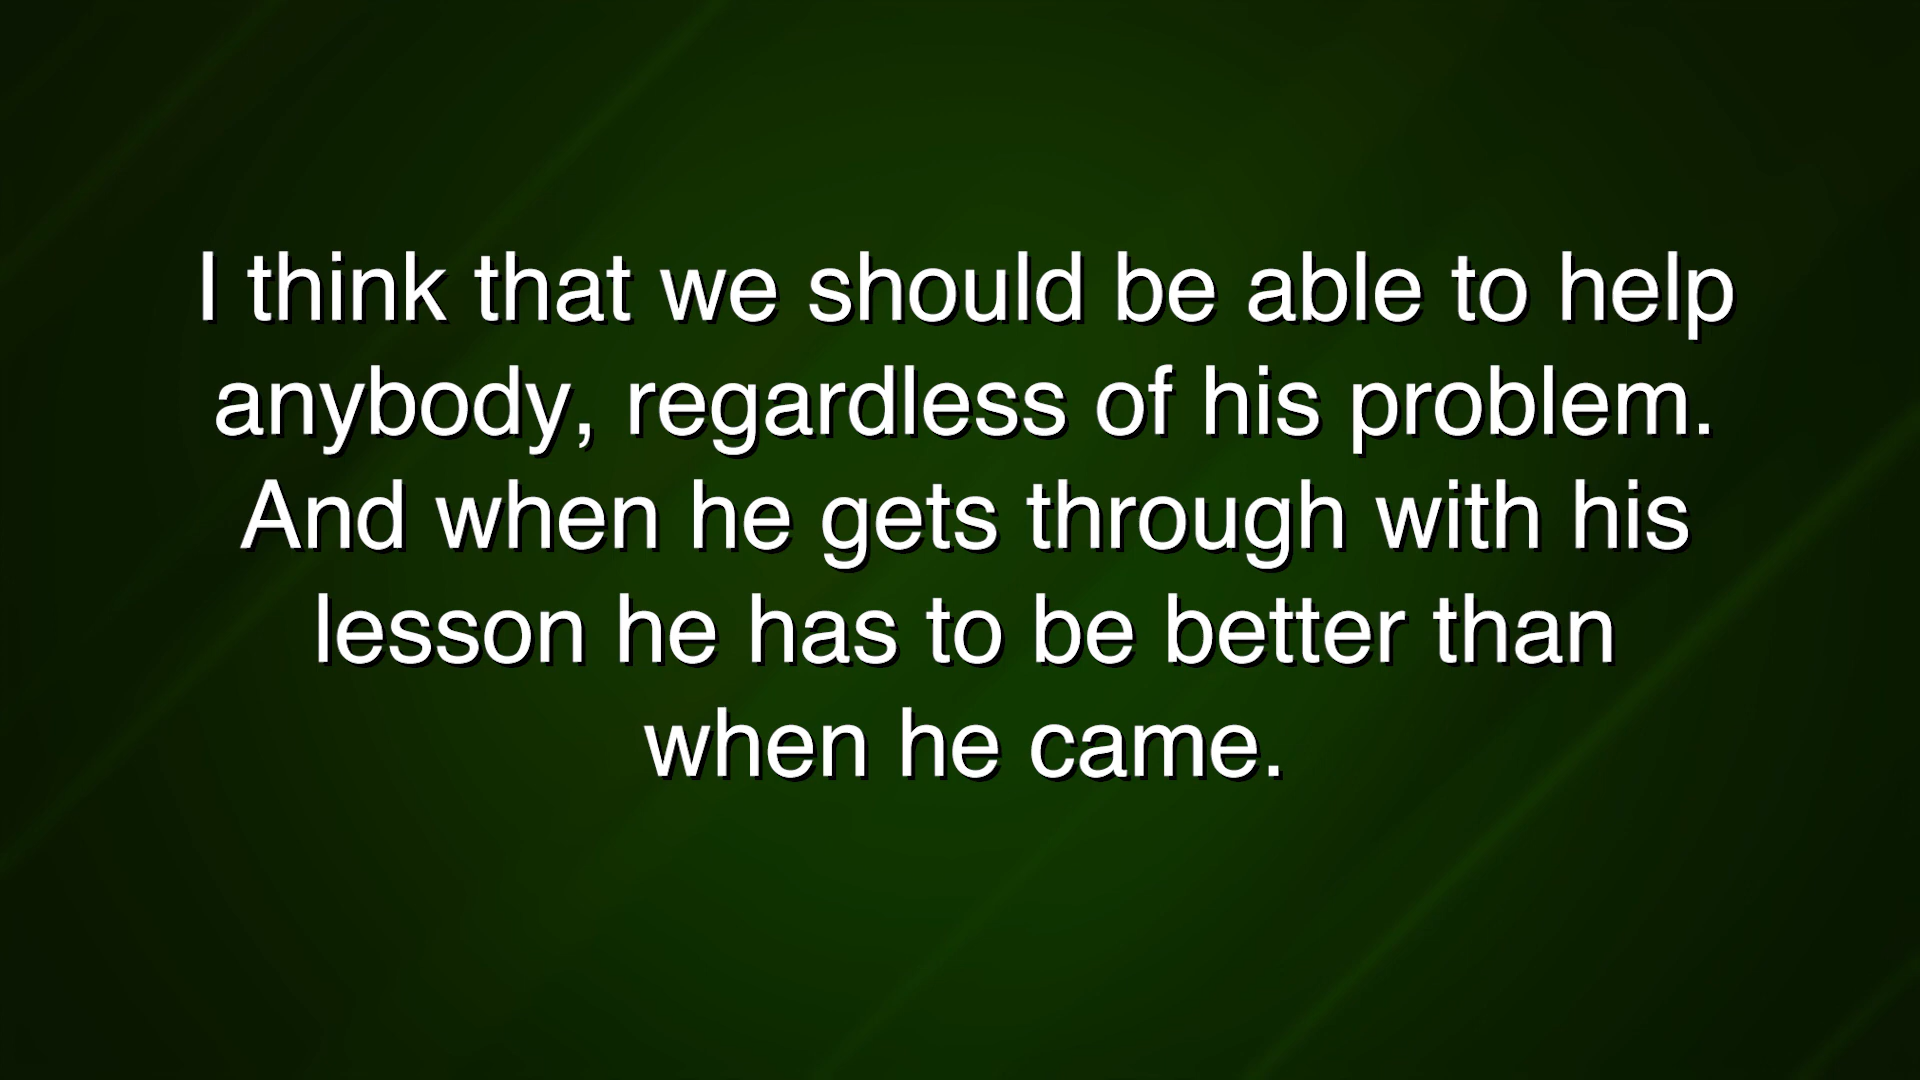 I think that we should be able to help
anybody, regardless of his problem.
And when he gets through with his
lesson he has to be better than
when he came.